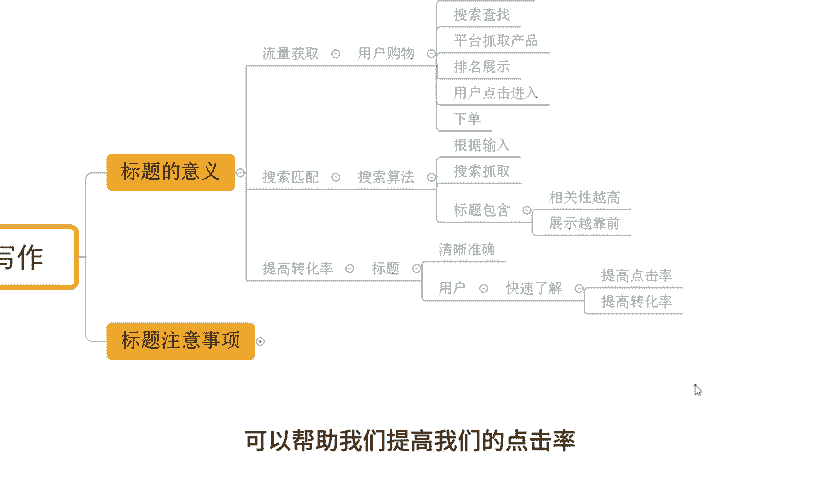 写作
标题的意义
流量获取
用户购物
搜索查找
平台抓取产品
排名展示
用户点击进入
下单
搜索匹配
搜索算法
根据输入
搜索抓取
标题包含
相关性越高
展示越靠前
提高转化率
标题
清晰准确
用户
快速了解
提高点击率
提高转化率
标题注意事项
可以帮助我们提高我们的点击率